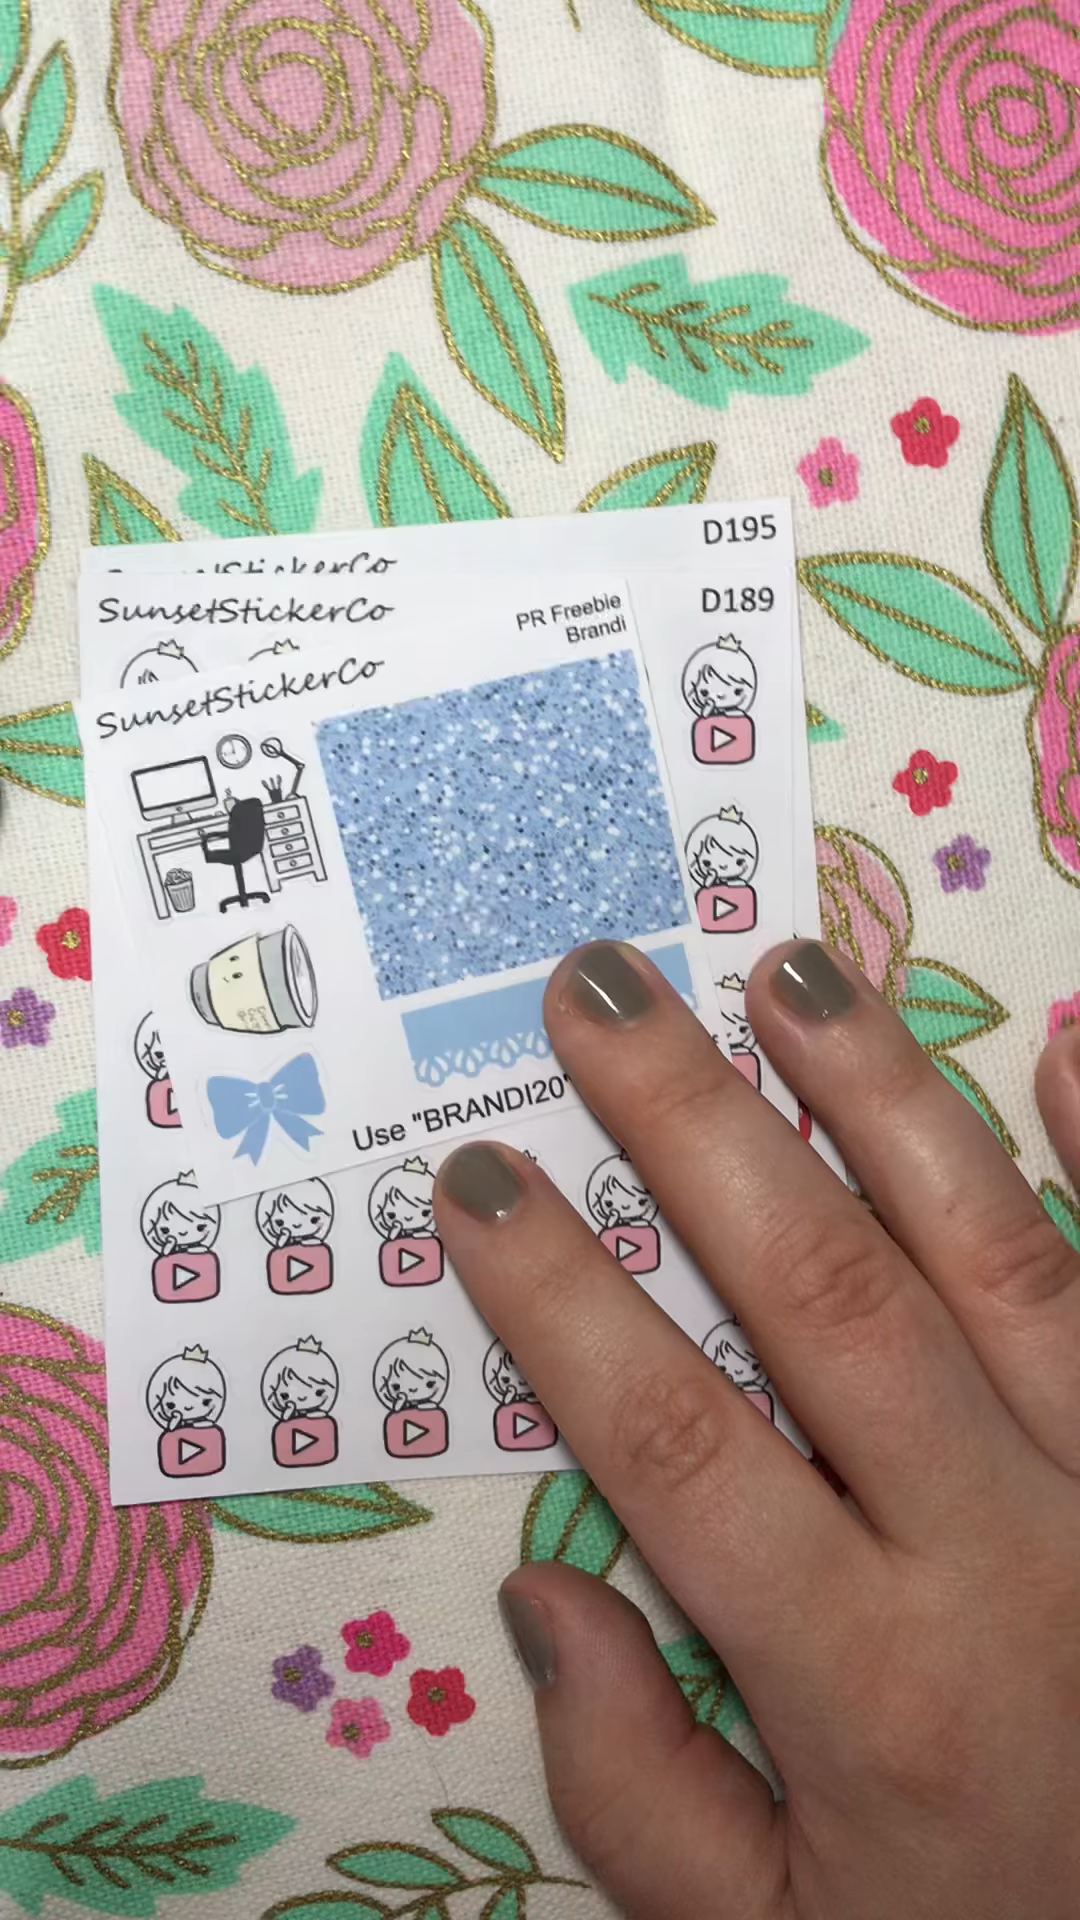 D195
SunsetStickerCo
SunsetStickerCo
D189
PR Freebie
Brandi
SunsetStickerCo
Use "BRANDI20"